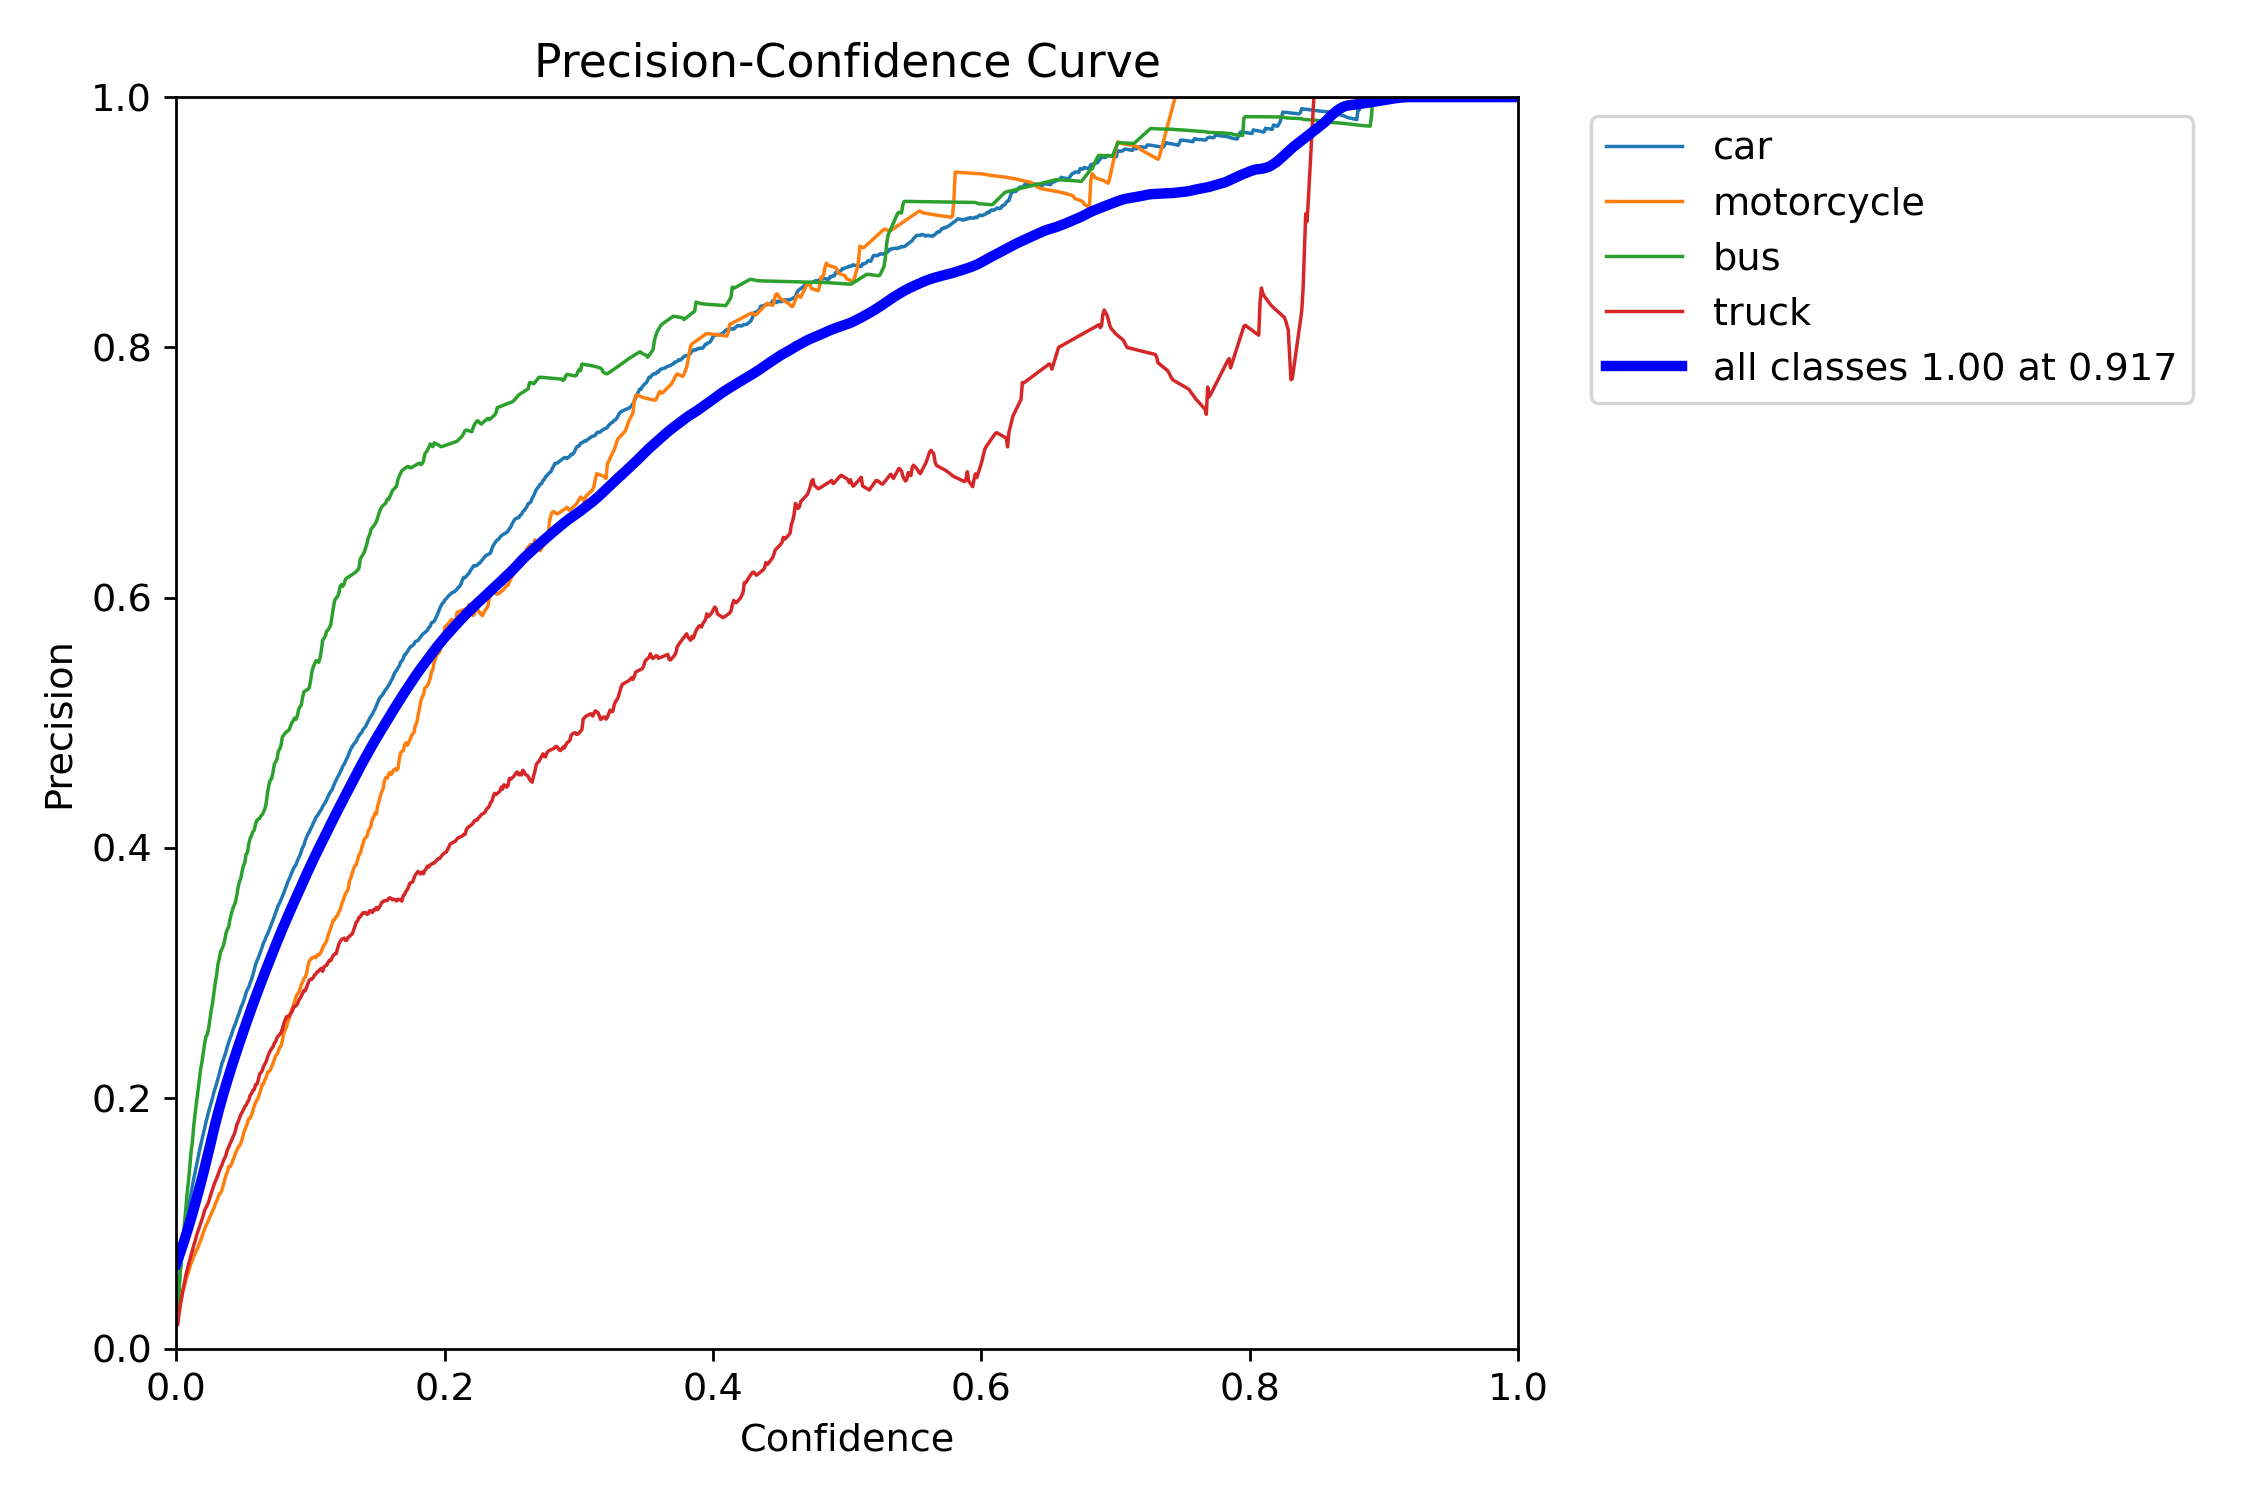 Precision-Confidence Curve
1.0
0.8
0.6
0.4
0.2
0.0
Precision
0.0 0.2 0.4 0.6 0.8 1.0
Confidence
car
motorcycle
bus
truck
all classes 1.00 at 0.917